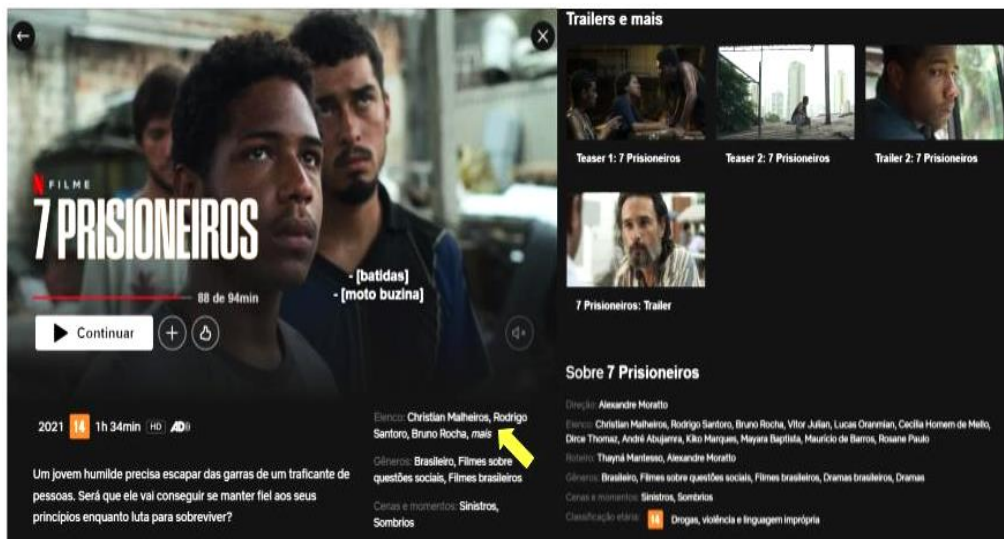 FILME
7 PRISIONEIROS
- [batidas]
- [moto buzina]
88 de 94min
Continuar
2021 14 1h 34min HD AD
Um jovem humilde precisa escapar das garras de um traficante de
pessoas. Será que ele vai conseguir se manter fiel aos seus
princípios enquanto luta para sobreviver?
Elenco: Christian Malheiros, Rodrigo
Santoro, Bruno Rocha, mais
Gêneros: Brasileiro, Filmes sobre
questões sociais, Filmes brasileiros
Cenas e momentos: Sinistros,
Sombrios
Trailers e mais
Teaser 1: 7 Prisioneiros
Teaser 2: 7 Prisioneiros
Trailer 2: 7 Prisioneiros
7 Prisioneiros: Trailer
Sobre 7 Prisioneiros
Direção: Alexandre Moratto
Elenco: Christian Malheiros, Rodrigo Santoro, Bruno Rocha, Vitor Julian, Lucas Oranmian, Cecília Homem de Mello,
Dirce Thomaz, André Abujamra, Kiko Marques, Mayara Baptista, Maurício de Barros, Rosane Paulo
Roteiro: Thayná Mantesso, Alexandre Moratto
Gêneros: Brasileiro, Filmes sobre questões sociais, Filmes brasileiros, Dramas brasileiros, Dramas
Cenas e momentos: Sinistros, Sombrios
Classificação etária: 14 Drogas, violência e linguagem imprópria